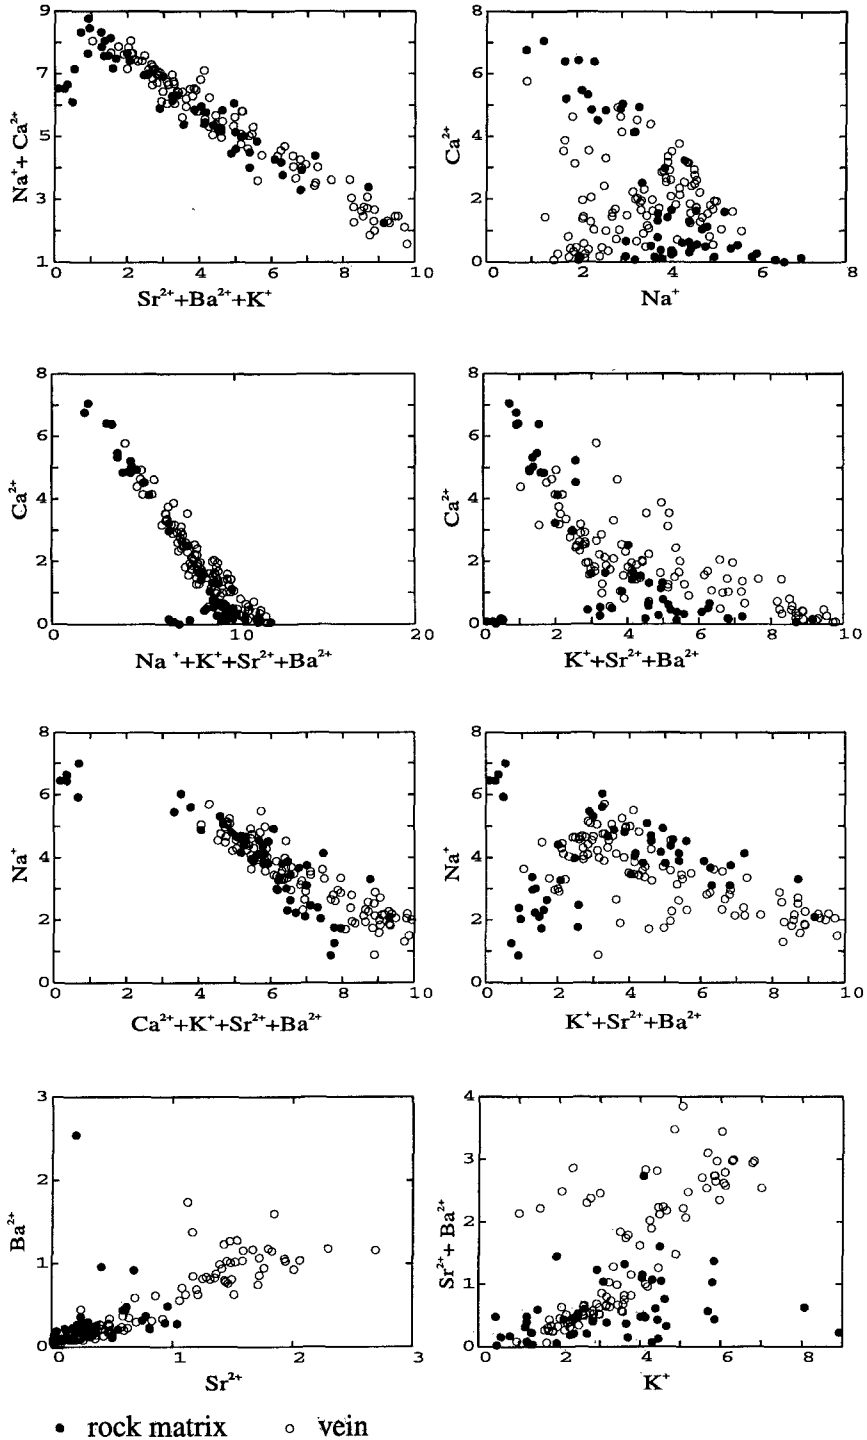 9
7
5
3
1
Na⁺+ Ca²⁺
0 2 4 6 8 10
Sr²⁺+Ba²⁺+K⁺
8
6
4
2
0
Ca²⁺
2 4 6 8
Na⁺
8
6
4
2
0
Ca²⁺
0 10 20
Na⁺+K⁺+Sr²⁺+Ba²⁺
8
6
4
2
0
Ca²⁺
0 2 4 6 8 10
K⁺+Sr²⁺+Ba²⁺
8
6
4
2
0
Na⁺
0 2 4 6 8 10
Ca²⁺+K⁺+Sr²⁺+Ba²⁺
8
6
4
2
0
Na⁺
0 2 4 6 8 10
K⁺+Sr²⁺+Ba²⁺
3
2
1
0
Ba²⁺
0 1 2 3
Sr²⁺
4
3
2
1
0
Sr²⁺+ Ba²⁺
0 2 4 6 8
K⁺
rock matrix vein